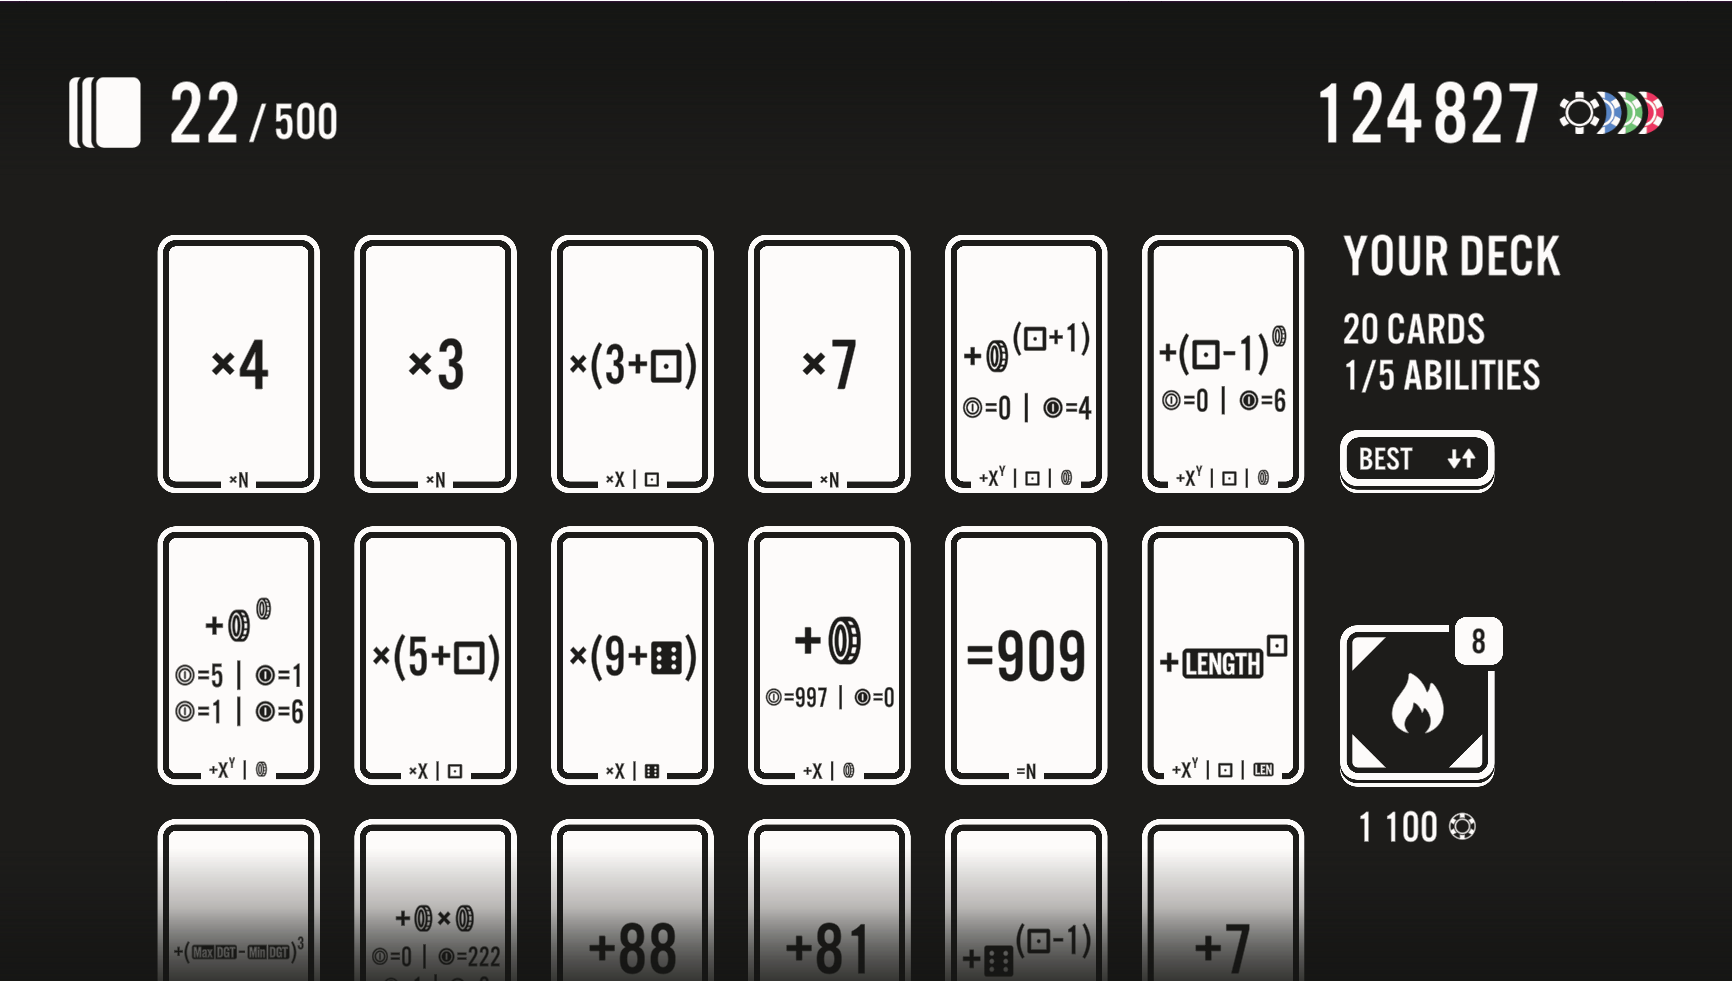 22 / 500
124 827
YOUR DECK
20 CARDS
1/5 ABILITIES
BEST
×4
×N
×3
×N
×(3+⚀)
×X | ⚀
×7
×N
+(⚀+1)
=0 | =4
+X^Y | ⚀ |
+(⚀-1)
=0 | =6
+X^Y | ⚀ |
+
=5 | =1
=1 | =6
+X^Y |
×(5+⚀)
×X | ⚀
×(9+⚅)
×X | ⚅
+
=997 | =0
+X |
=909
=N
+LENGTH^⚀
+X^Y | ⚀ | LEN
8
1 100
+(Max DGT - Min DGT)^3
+ ×
=0 | =222
+88
+81
+⚅^(⚀-1)
+7